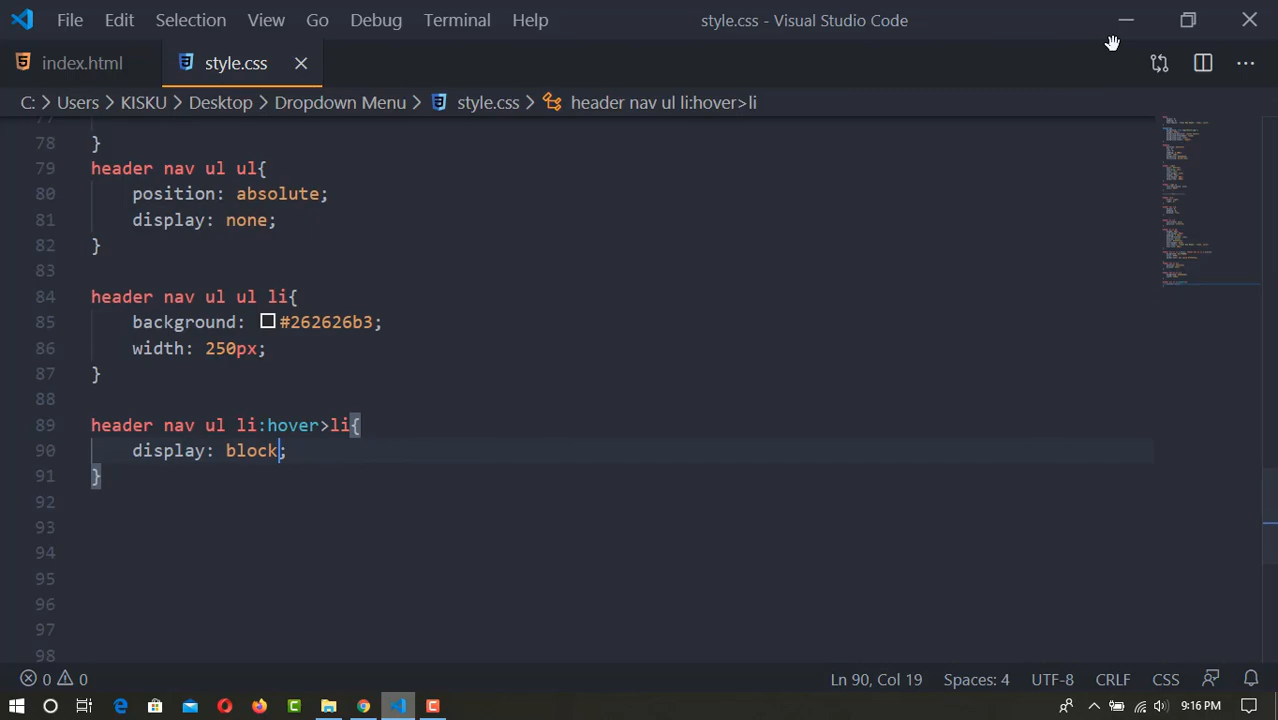 File Edit Selection View Go Debug Terminal Help style.css - Visual Studio Code
index.html style.css
C: > Users > KISKU > Desktop > Dropdown Menu > style.css > header nav ul li:hover>li
77
78 }
79 header nav ul ul{
80 position: absolute;
81 display: none;
82 }
83
84 header nav ul ul li{
85 background: #262626b3;
86 width: 250px;
87 }
88
89 header nav ul li:hover>li{
90 display: block;
91 }
92
93
94
95
96
97
98
0 0 Ln 90, Col 19 Spaces: 4 UTF-8 CRLF CSS
9:16 PM